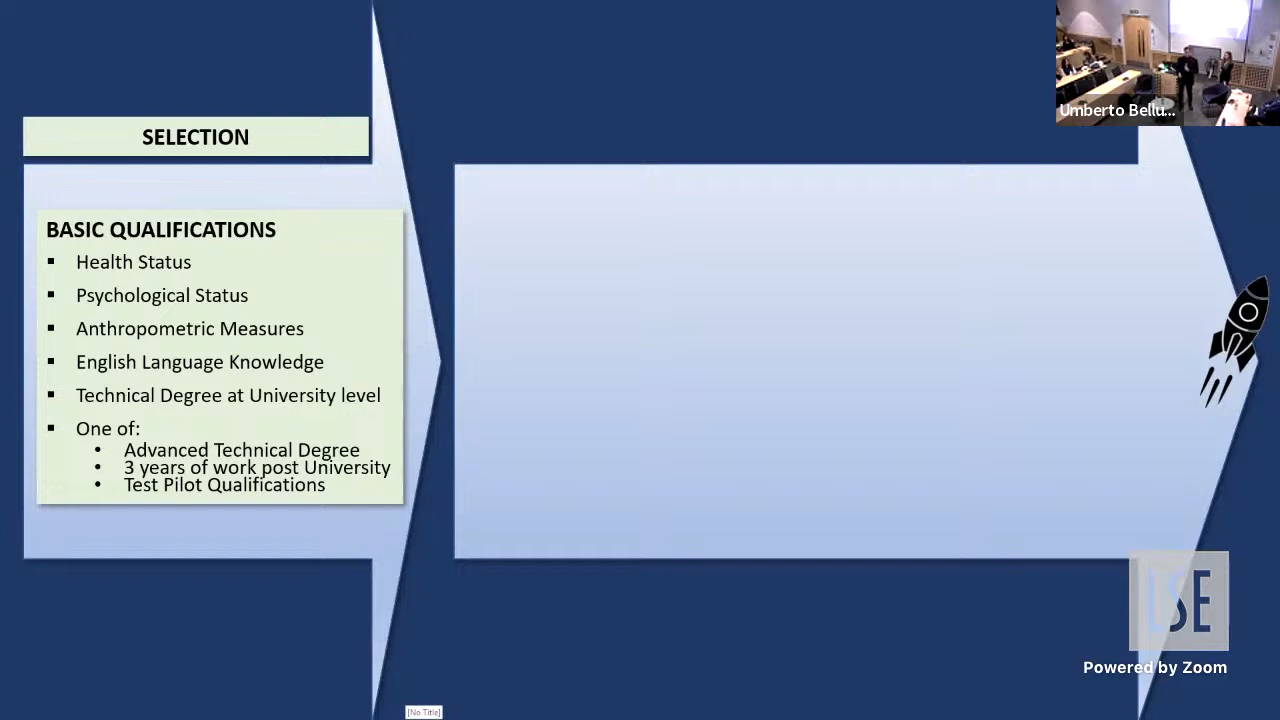 Umberto Bellu...
SELECTION
BASIC QUALIFICATIONS
▪ Health Status
▪ Psychological Status
▪ Anthropometric Measures
▪ English Language Knowledge
▪ Technical Degree at University level
▪ One of:
• Advanced Technical Degree
• 3 years of work post University
• Test Pilot Qualifications
LSE
Powered by Zoom
[No Title]